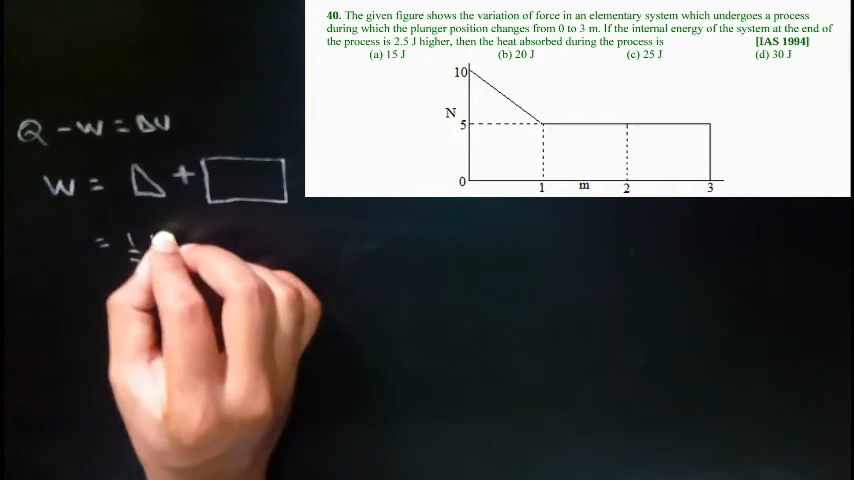 40. The given figure shows the variation of force in an elementary system which undergoes a process
during which the plunger position changes from 0 to 3 m. If the internal energy of the system at the end of
the process is 2.5 J higher, then the heat absorbed during the process is [IAS 1994]
(a) 15 J (b) 20 J (c) 25 J (d) 30 J
10
N
5
0
1 m 2 3
Q - W = ΔU
W = +
= 1